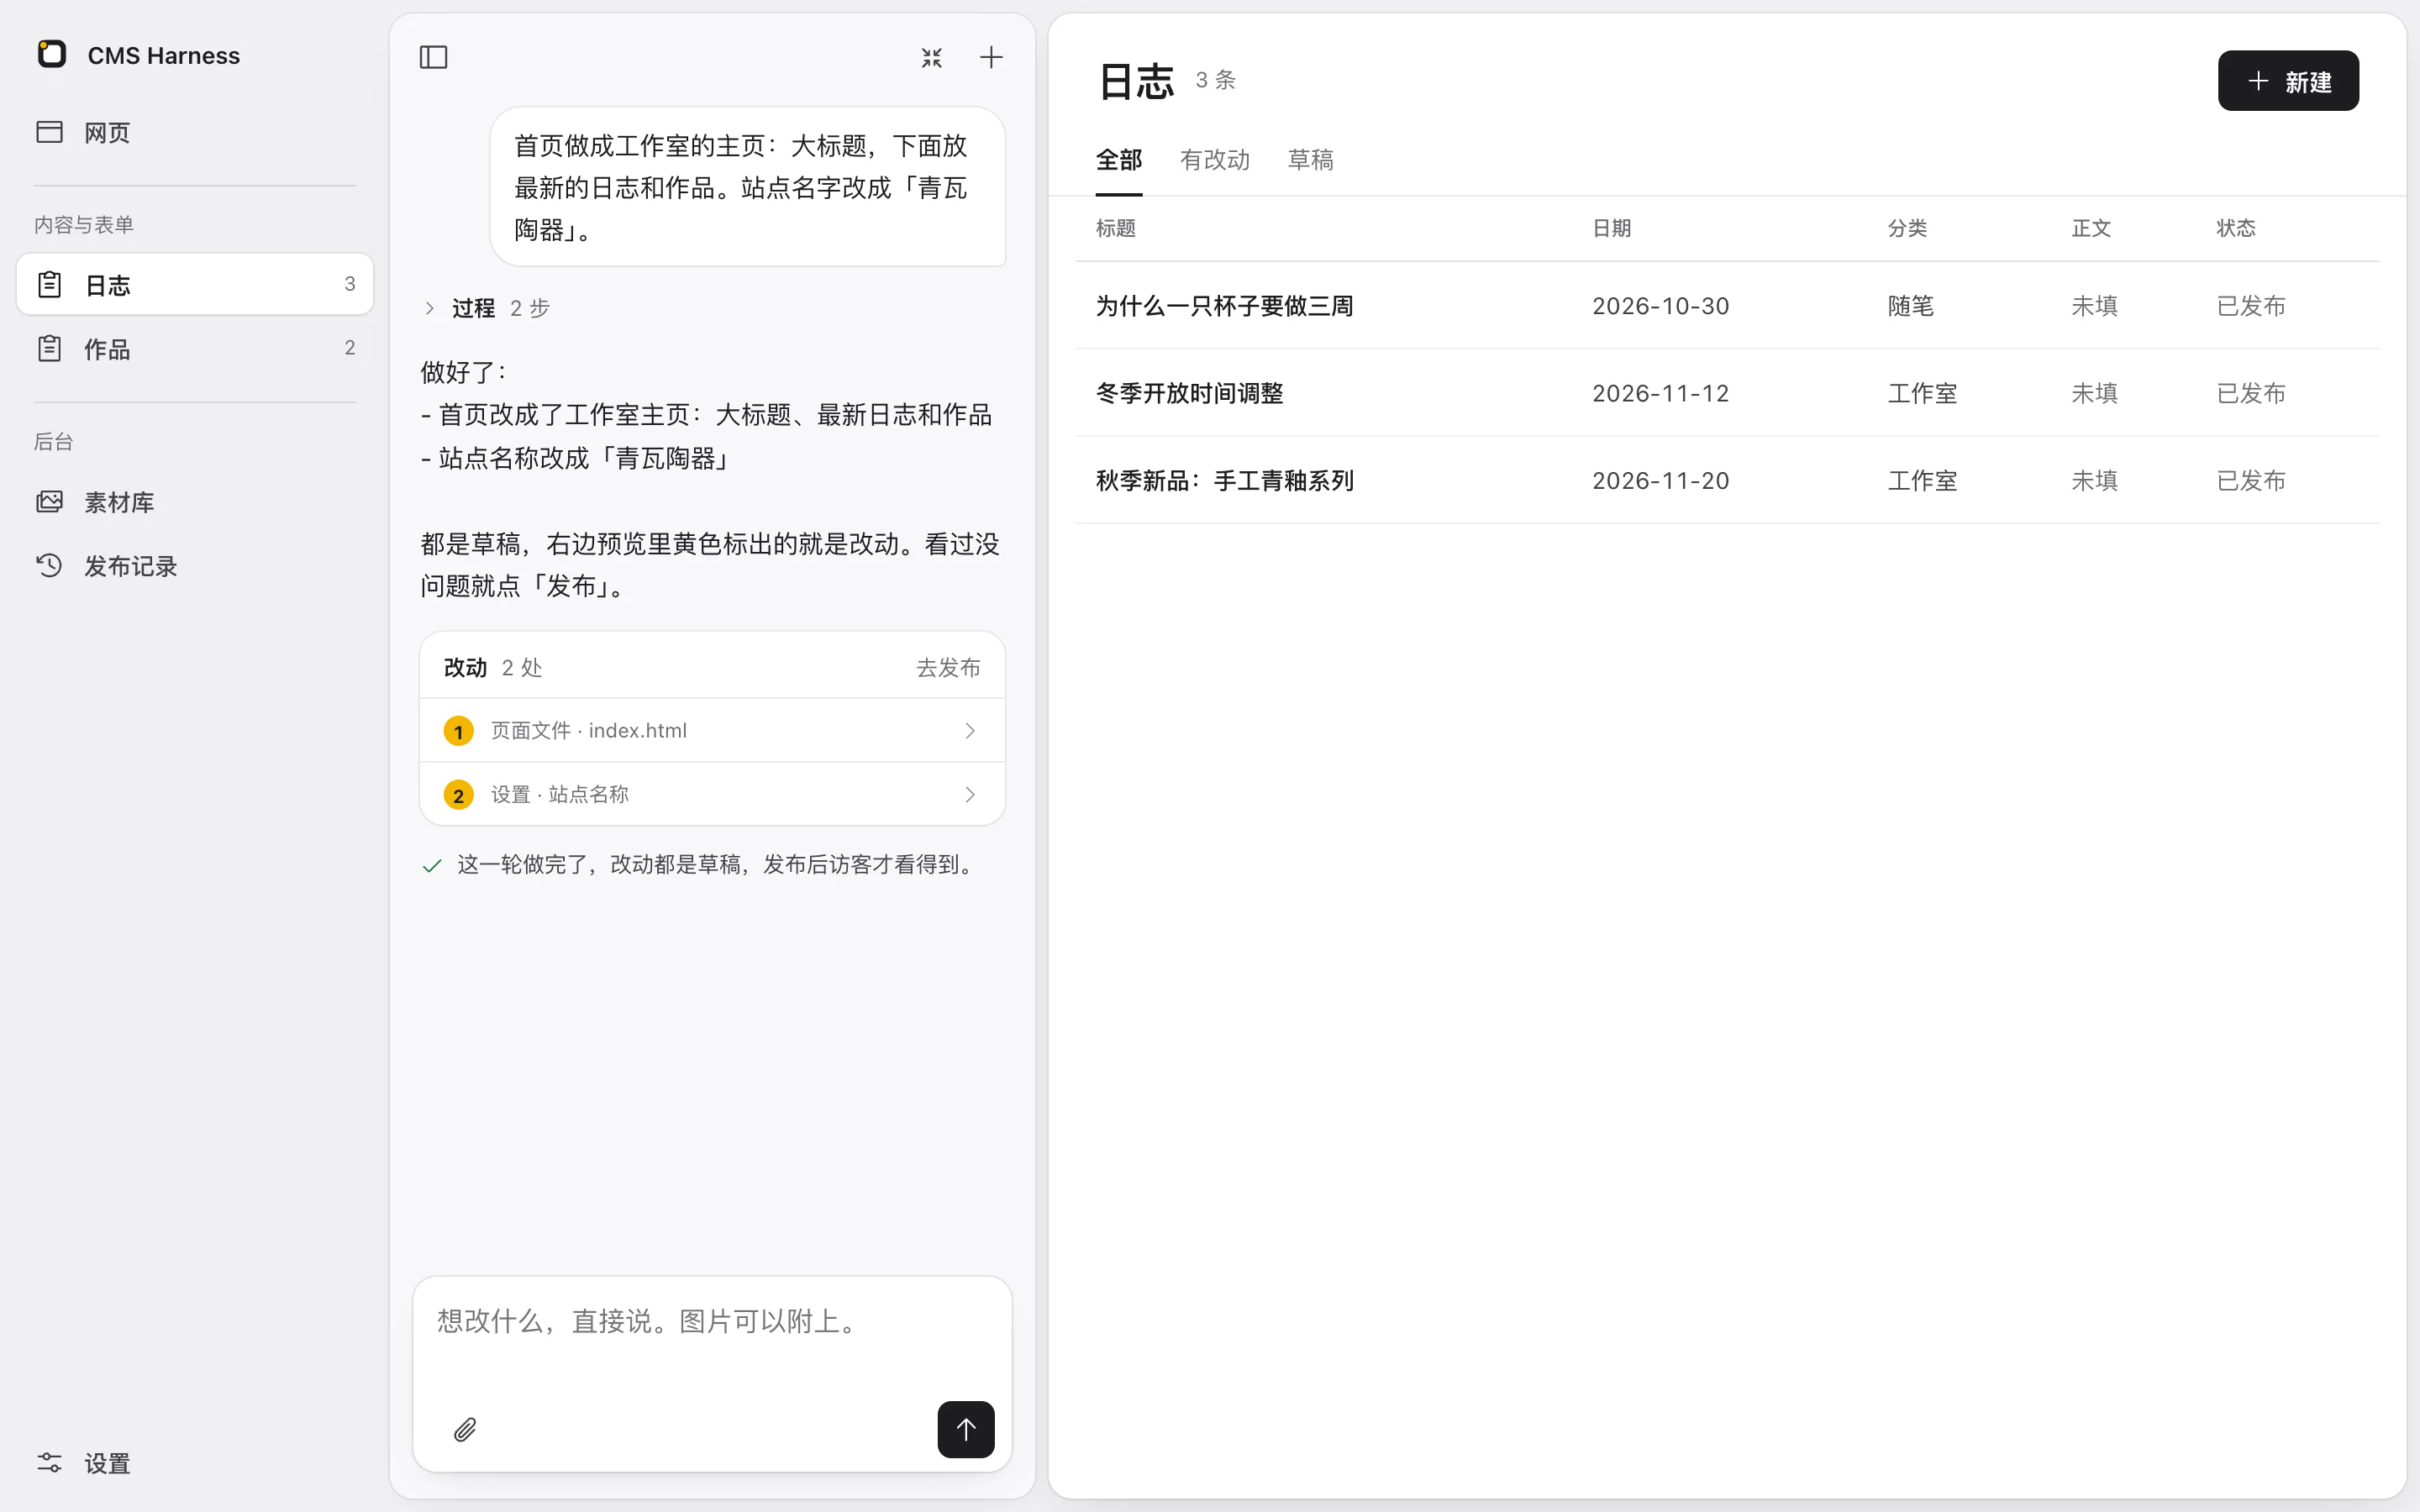 CMS Harness
网页
内容与表单
日志 3
作品 2
后台
素材库
发布记录
设置
首页做成工作室的主页：大标题，下面放
最新的日志和作品。站点名字改成「青瓦
陶器」。
过程 2 步
做好了：
- 首页改成了工作室主页：大标题、最新日志和作品
- 站点名称改成「青瓦陶器」
都是草稿，右边预览里黄色标出的就是改动。看过没
问题就点「发布」。
改动 2 处 去发布
1 页面文件 · index.html
2 设置 · 站点名称
这一轮做完了，改动都是草稿，发布后访客才看得到。
想改什么，直接说。图片可以附上。
日志 3 条
新建
全部 有改动 草稿
标题 日期 分类 正文 状态
为什么一只杯子要做三周 2026-10-30 随笔 未填 已发布
冬季开放时间调整 2026-11-12 工作室 未填 已发布
秋季新品：手工青釉系列 2026-11-20 工作室 未填 已发布